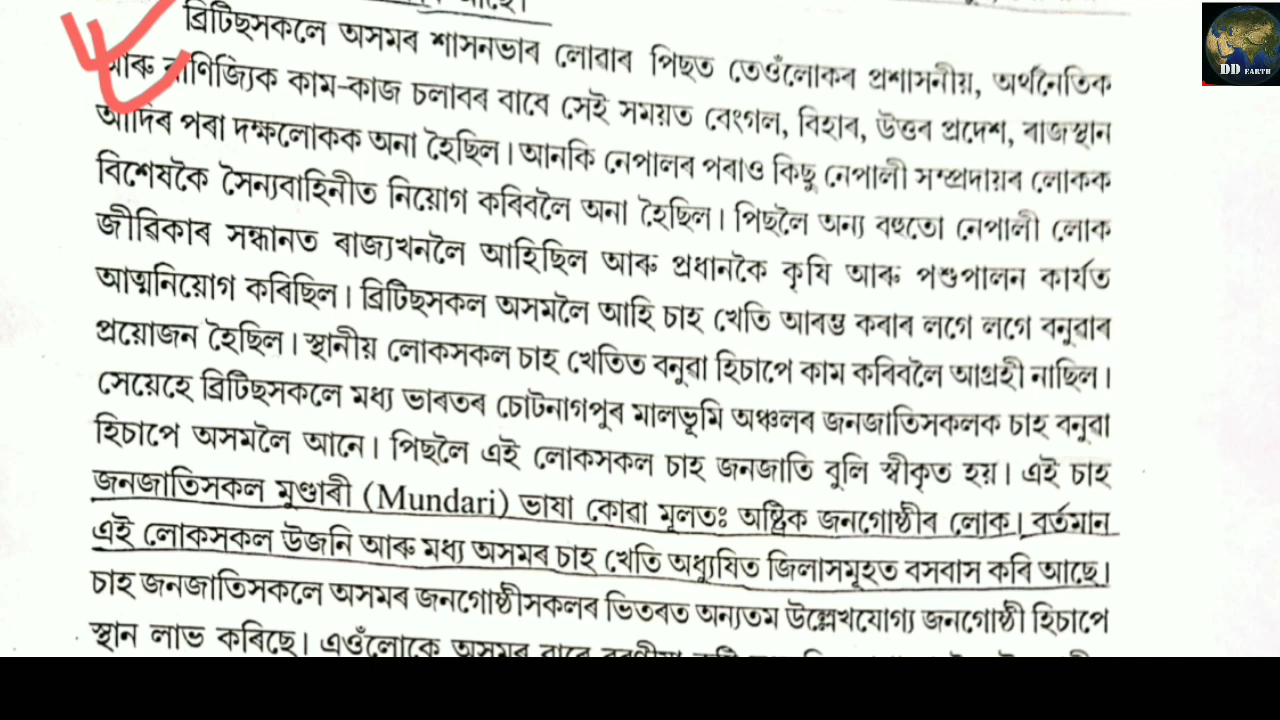 আছে।
DD EARTH
ব্ৰিটিছসকলে অসমৰ শাসনভাৰ লোৱাৰ পিছত তেওঁলোকৰ প্ৰশাসনীয়, অৰ্থনৈতিক
আৰু বাণিজ্যিক কাম-কাজ চলাবৰ বাবে সেই সময়ত বেংগল, বিহাৰ, উত্তৰ প্ৰদেশ, ৰাজস্থান
আদিৰ পৰা দক্ষলোকক অনা হৈছিল। আনকি নেপালৰ পৰাও কিছু নেপালী সম্প্ৰদায়ৰ লোকক
বিশেষকৈ সৈন্যবাহিনীত নিয়োগ কৰিবলৈ অনা হৈছিল। পিছলৈ অন্য বহুতো নেপালী লোক
জীৱিকাৰ সন্ধানত ৰাজ্যখনলৈ আহিছিল আৰু প্ৰধানকৈ কৃষি আৰু পশুপালন কাৰ্যত
আত্মনিয়োগ কৰিছিল। ব্ৰিটিছসকল অসমলৈ আহি চাহ খেতি আৰম্ভ কৰাৰ লগে লগে বনুৱাৰ
প্ৰয়োজন হৈছিল। স্থানীয় লোকসকল চাহ খেতিত বনুৱা হিচাপে কাম কৰিবলৈ আগ্ৰহী নাছিল।
সেয়েহে ব্ৰিটিছসকলে মধ্য ভাৰতৰ চোটনাগপুৰ মালভূমি অঞ্চলৰ জনজাতিসকলক চাহ বনুৱা
হিচাপে অসমলৈ আনে। পিছলৈ এই লোকসকল চাহ জনজাতি বুলি স্বীকৃত হয়। এই চাহ
জনজাতিসকল মুণ্ডাৰী (Mundari) ভাষা কোৱা মূলতঃ অষ্ট্ৰিক জনগোষ্ঠীৰ লোক। বৰ্তমান
এই লোকসকল উজনি আৰু মধ্য অসমৰ চাহ খেতি অধ্যুষিত জিলাসমূহত বসবাস কৰি আছে।
চাহ জনজাতিসকলে অসমৰ জনগোষ্ঠীসকলৰ ভিতৰত অন্যতম উল্লেখযোগ্য জনগোষ্ঠী হিচাপে
স্থান লাভ কৰিছে। এওঁলোকে অসমৰ বাবে